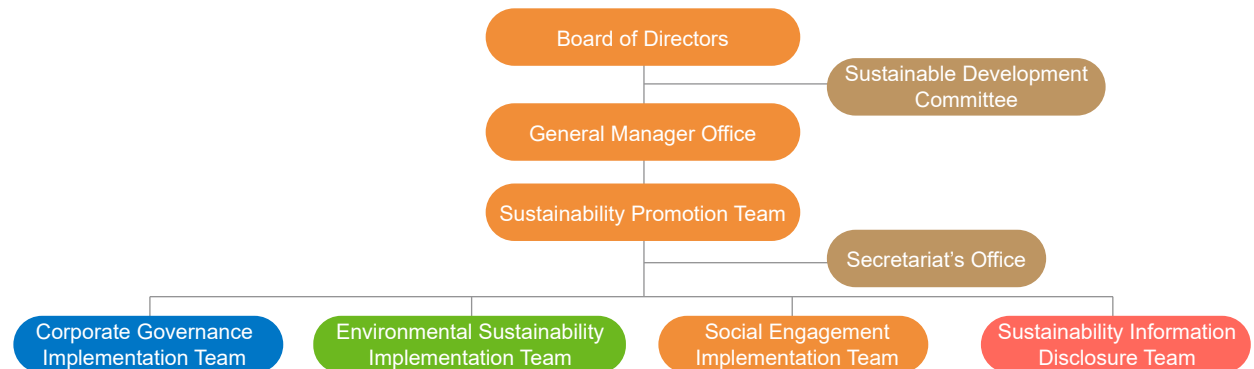 Board of Directors
Sustainable Development
Committee
General Manager Office
Sustainability Promotion Team
Secretariat’s Office
Corporate Governance
Implementation Team
Environmental Sustainability
Implementation Team
Social Engagement
Implementation Team
Sustainability Information
Disclosure Team